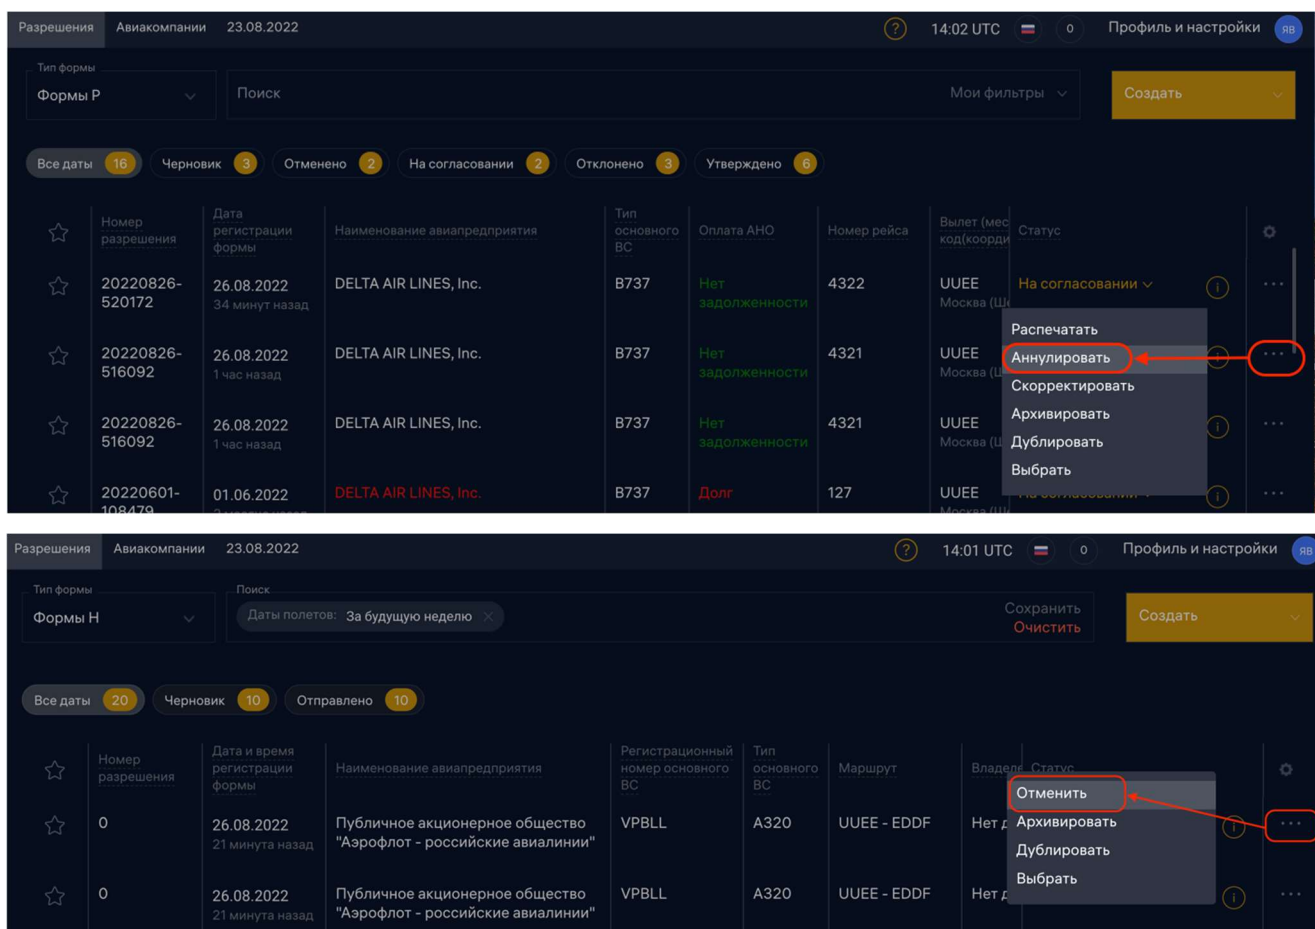 Разрешения Авиакомпании 23.08.2022 ? 14:02 UTC 0 Профиль и настройки ЯВ
Тип формы
Формы Р Поиск Мои фильтры Создать
Все даты 16 Черновик 3 Отменено 2 На согласовании 2 Отклонено 3 Утверждено 6
Номер разрешения Дата регистрации формы Наименование авиапредприятия Тип основного ВС Оплата АНО Номер рейса Вылет (мес код(коорди Статус
20220826-520172 26.08.2022 34 минут назад DELTA AIR LINES, Inc. B737 Нет задолженности 4322 UUEE На согласовании i ...
Распечатать
20220826-516092 26.08.2022 1 час назад DELTA AIR LINES, Inc. B737 Нет задолженности 4321 UUEE Аннулировать ...
Скорректировать
Архивировать
20220826-516092 26.08.2022 1 час назад DELTA AIR LINES, Inc. B737 Нет задолженности 4321 UUEE i ...
Дублировать
Выбрать
20220601-108479 01.06.2022 DELTA AIR LINES, Inc. B737 Долг 127 UUEE i ...
Разрешения Авиакомпании 23.08.2022 ? 14:01 UTC 0 Профиль и настройки ЯВ
Тип формы Поиск
Формы Н Даты полетов: За будущую неделю Сохранить Очистить Создать
Все даты 20 Черновик 10 Отправлено 10
Номер разрешения Дата и время регистрации формы Наименование авиапредприятия Регистрационный номер основного ВС Тип основного ВС Маршрут Статус
Отменить
0 26.08.2022 21 минута назад Публичное акционерное общество "Аэрофлот - российские авиалинии" VPBLL A320 UUEE - EDDF Нет i ...
Архивировать
Дублировать
Выбрать
0 26.08.2022 21 минута назад Публичное акционерное общество "Аэрофлот - российские авиалинии" VPBLL A320 UUEE - EDDF Нет i ...